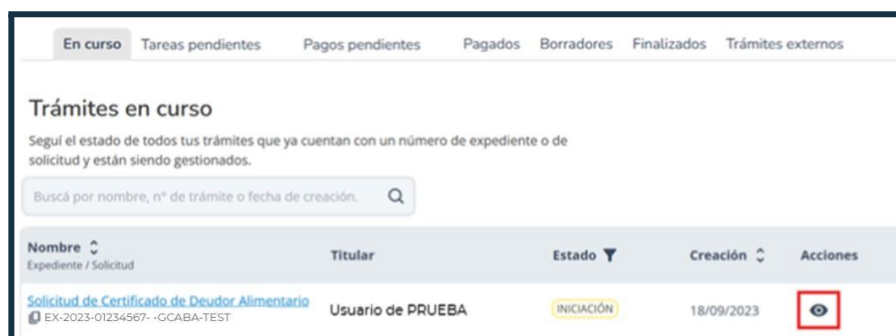 En curso Tareas pendientes Pagos pendientes Pagados Borradores Finalizados Trámites externos
Trámites en curso
Seguí el estado de todos tus trámites que ya cuentan con un número de expediente o de
solicitud y están siendo gestionados.
Buscá por nombre, n° de trámite o fecha de creación.
Nombre Titular Estado Creación Acciones
Expediente / Solicitud
Solicitud de Certificado de Deudor Alimentario Usuario de PRUEBA INICIACIÓN 18/09/2023
EX-2023-01234567- -GCABA-TEST